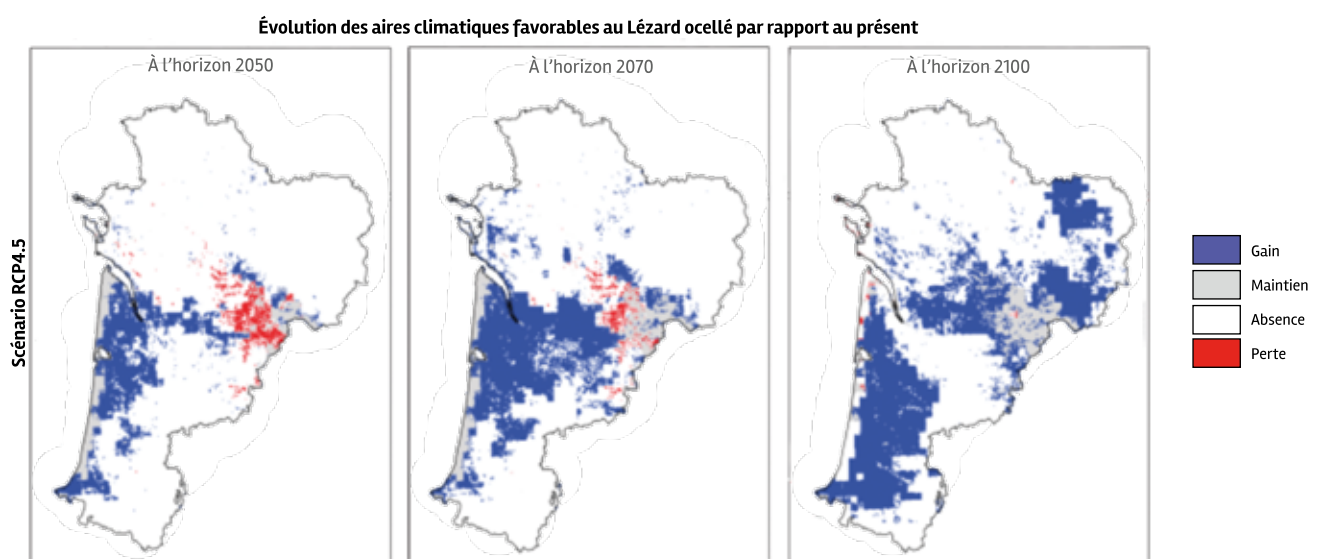 Évolution des aires climatiques favorables au Lézard ocellé par rapport au présent
À l'horizon 2050
À l'horizon 2070
À l'horizon 2100
Scénario RCP4.5
Gain
Maintien
Absence
Perte